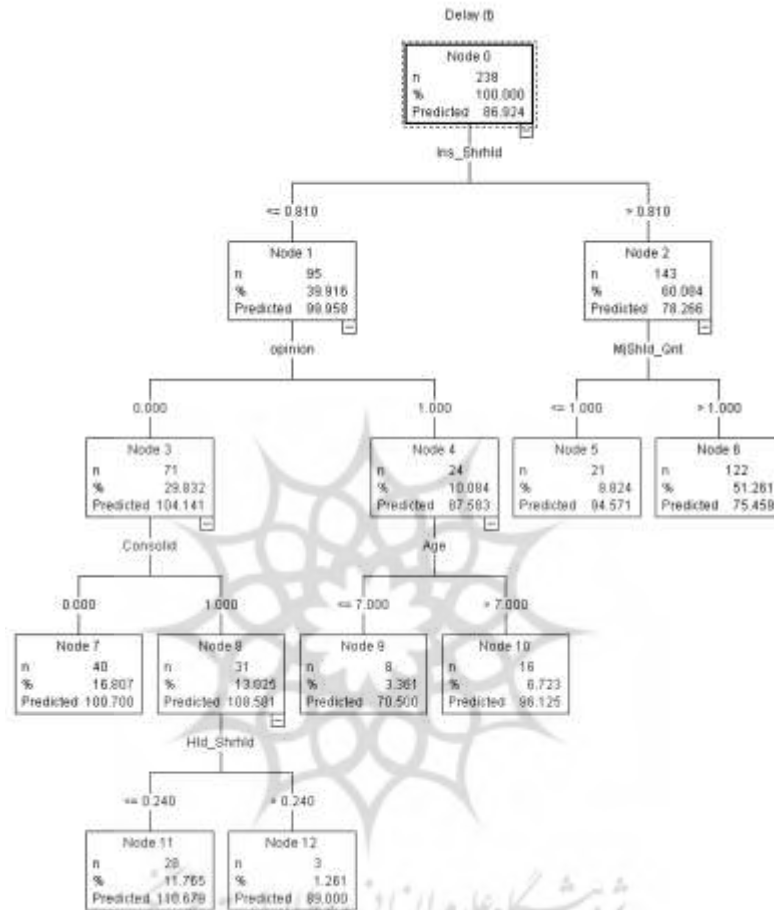 Delay (f)
Node 0
n 238
% 100.000
Predicted 86.924
Ins_Shrhld
<= 0.810
> 0.810
Node 1
n 95
% 39.916
Predicted 99.958
Node 2
n 143
% 60.084
Predicted 78.266
opinion
MjShld_Qnt
0.000
1.000
<= 1.000
> 1.000
Node 3
n 71
% 29.832
Predicted 104.141
Node 4
n 24
% 10.084
Predicted 87.583
Node 5
n 21
% 8.824
Predicted 94.571
Node 6
n 122
% 51.261
Predicted 75.459
Consolid
Age
0.000
1.000
<= 7.000
> 7.000
Node 7
n 40
% 16.807
Predicted 100.700
Node 8
n 31
% 13.025
Predicted 108.581
Node 9
n 8
% 3.361
Predicted 70.500
Node 10
n 16
% 6.723
Predicted 96.125
Hld_Shrhld
<= 0.240
> 0.240
Node 11
n 28
% 11.765
Predicted 110.679
Node 12
n 3
% 1.261
Predicted 89.000